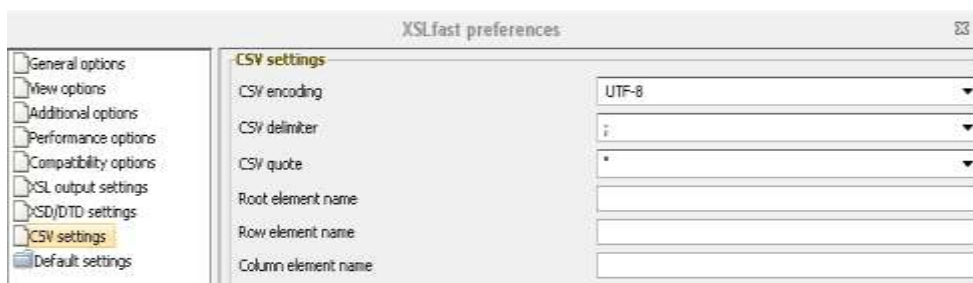 XSLfast preferences
General options
View options
Additional options
Performance options
Compatibility options
XSL output settings
XSD/DTD settings
CSV settings
Default settings
CSV settings
CSV encoding UTF-8
CSV delimiter ;
CSV quote "
Root element name
Row element name
Column element name